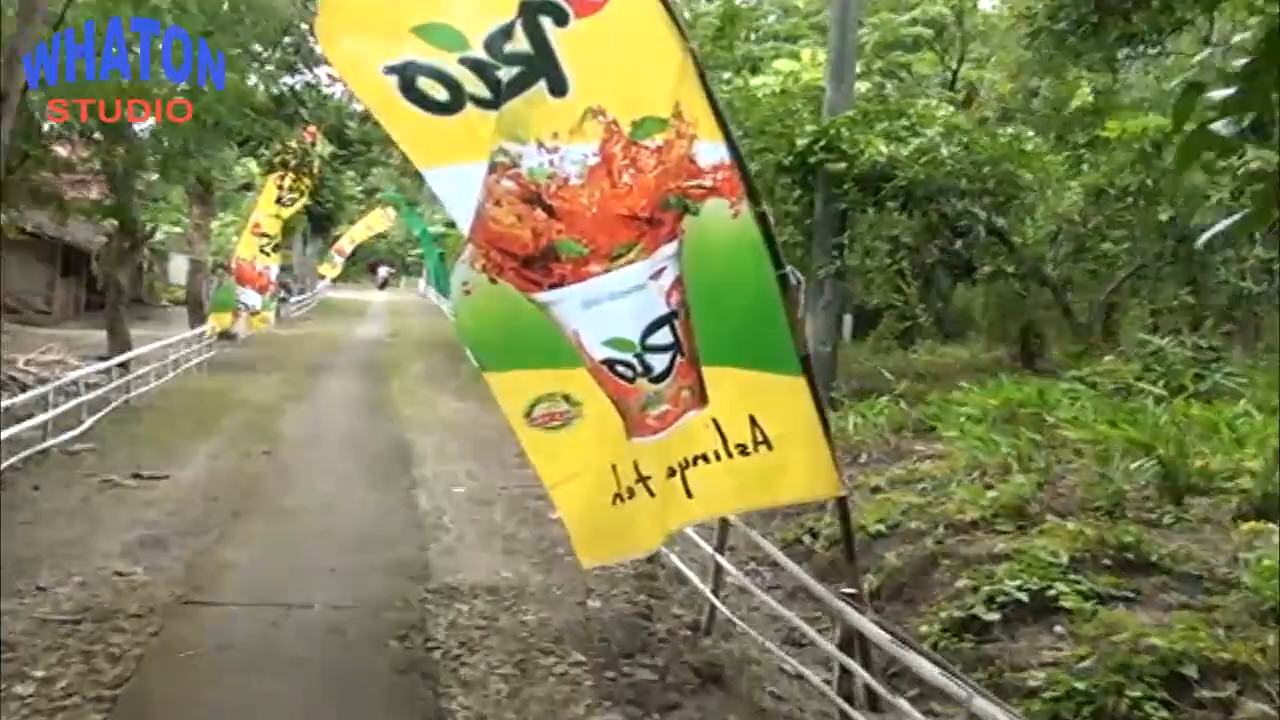 WHATON
STUDIO
Rio
Rio
Aslinya teh